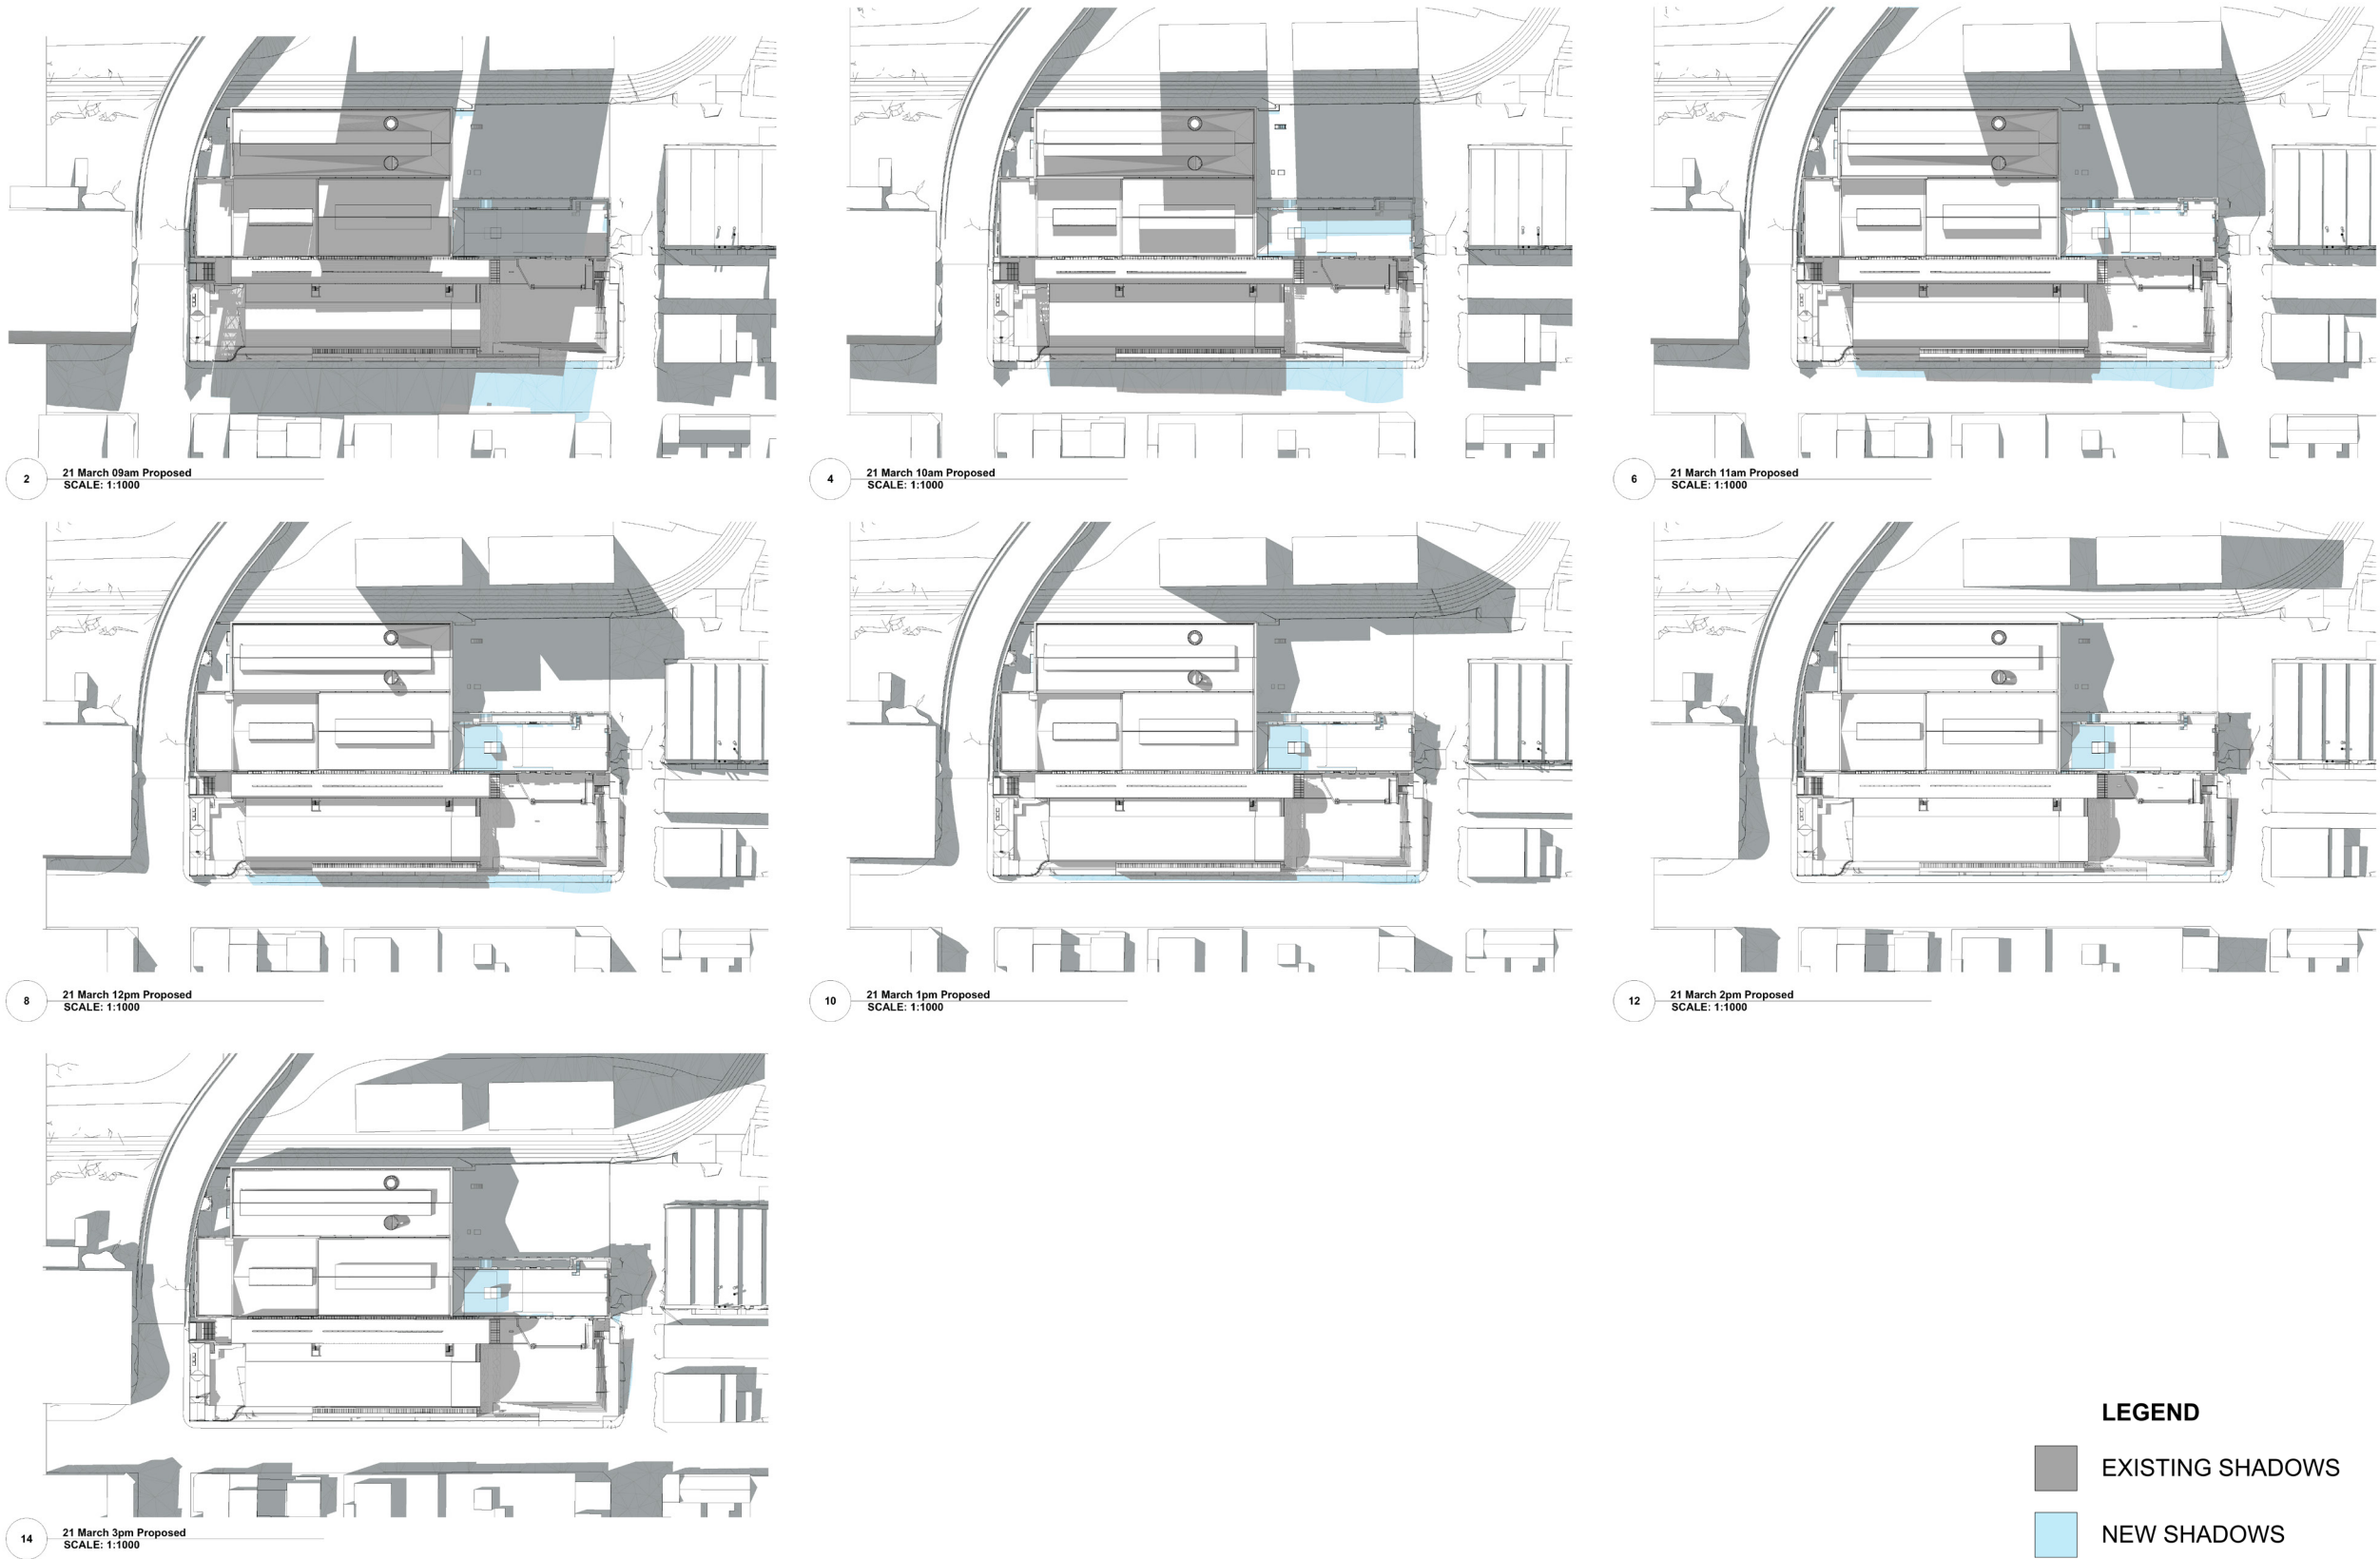 2
21 March 09am Proposed
SCALE: 1:1000
4
21 March 10am Proposed
SCALE: 1:1000
6
21 March 11am Proposed
SCALE: 1:1000
8
21 March 12pm Proposed
SCALE: 1:1000
10
21 March 1pm Proposed
SCALE: 1:1000
12
21 March 2pm Proposed
SCALE: 1:1000
14
21 March 3pm Proposed
SCALE: 1:1000
LEGEND
EXISTING SHADOWS
NEW SHADOWS